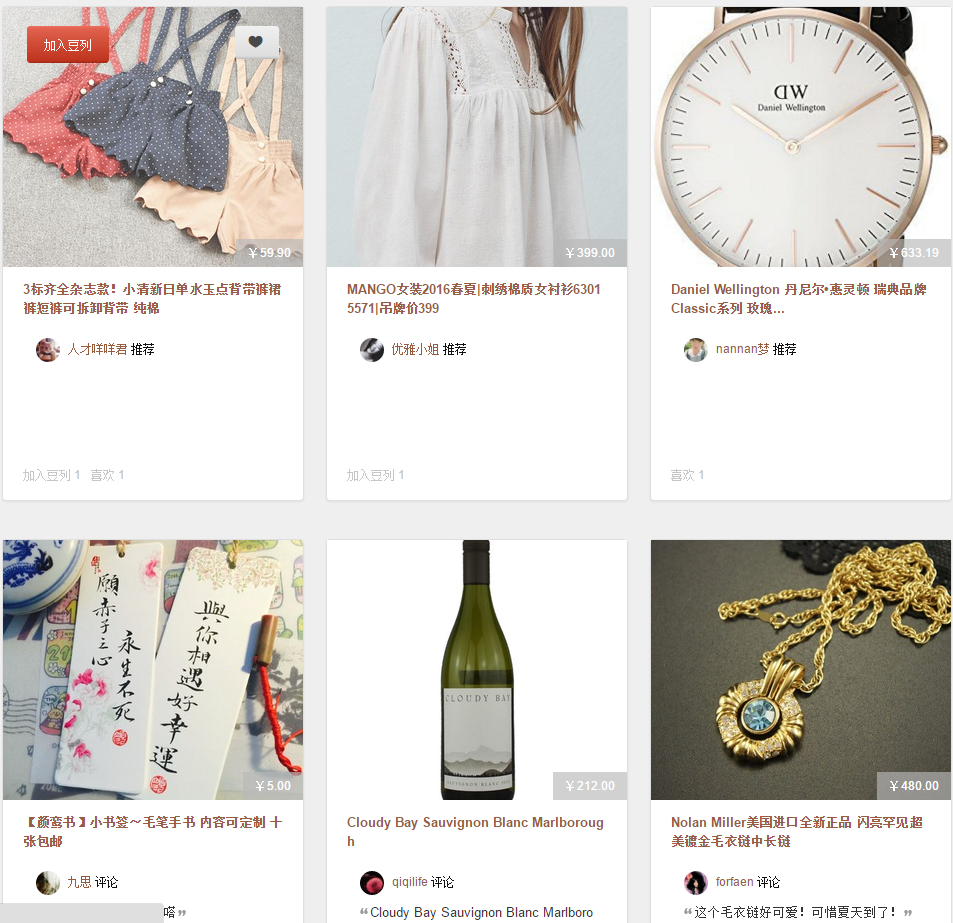 加入豆列
￥59.90
3标齐全杂志款！小清新日单水玉点背带裤裙
裤短裤可拆卸背带 纯棉
人才咩咩君 推荐
加入豆列 1 喜欢 1
￥399.00
MANGO女装2016春夏|刺绣棉质女衬衫6301
5571|吊牌价399
优雅小姐 推荐
加入豆列 1
DW
Daniel Wellington
￥633.19
Daniel Wellington 丹尼尔•惠灵顿 瑞典品牌
Classic系列 玫瑰...
nannan梦 推荐
喜欢 1
願赤子之心
永生不死
與你相遇
好幸運
￥5.00
【颜蛮书】小书签～毛笔手书 内容可定制 十
张包邮
九思 评论
嗒”
CLOUDY BAY
SAUVIGNON BLANC
￥212.00
Cloudy Bay Sauvignon Blanc Marlboroug
h
qiqilife 评论
“Cloudy Bay Sauvignon Blanc Marlboro
￥480.00
Nolan Miller美国进口全新正品 闪亮罕见超
美镀金毛衣链中长链
forfaen 评论
“这个毛衣链好可爱！可惜夏天到了！”